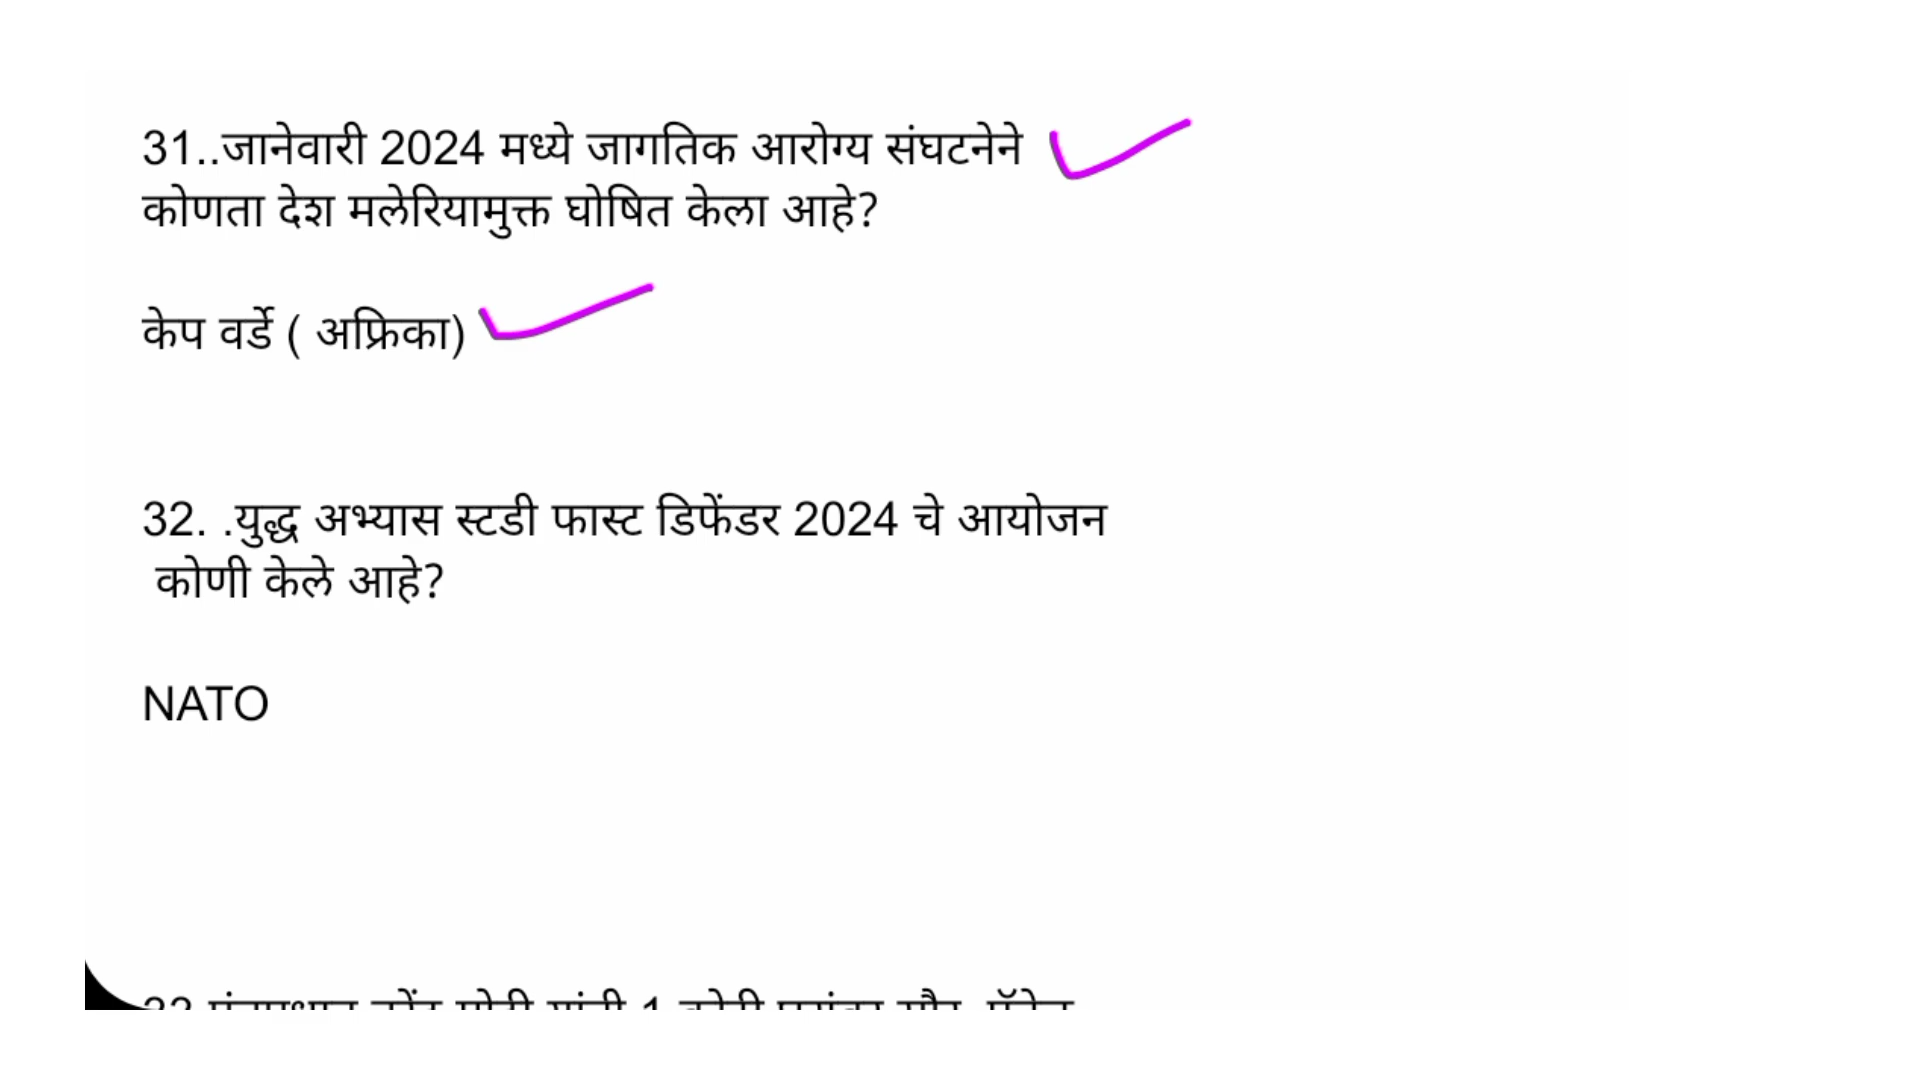 31..जानेवारी 2024 मध्ये जागतिक आरोग्य संघटनेने
कोणता देश मलेरियामुक्त घोषित केला आहे?
केप वर्डे ( अफ्रिका)
32. .युद्ध अभ्यास स्टडी फास्ट डिफेंडर 2024 चे आयोजन
कोणी केले आहे?
NATO